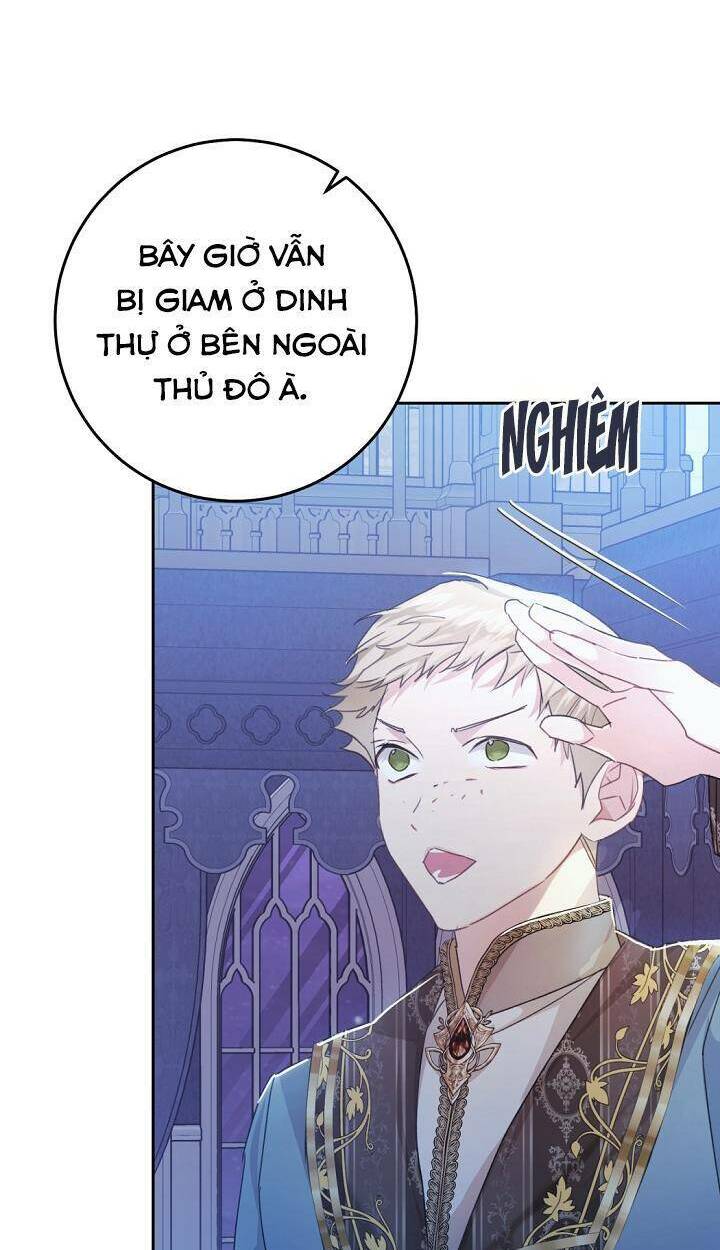 BÂY GIỜ VẪN
BỊ GIAM Ở DINH
THỰ Ở BÊN NGOÀI
THỦ ĐÔ À.
NGHIÊM